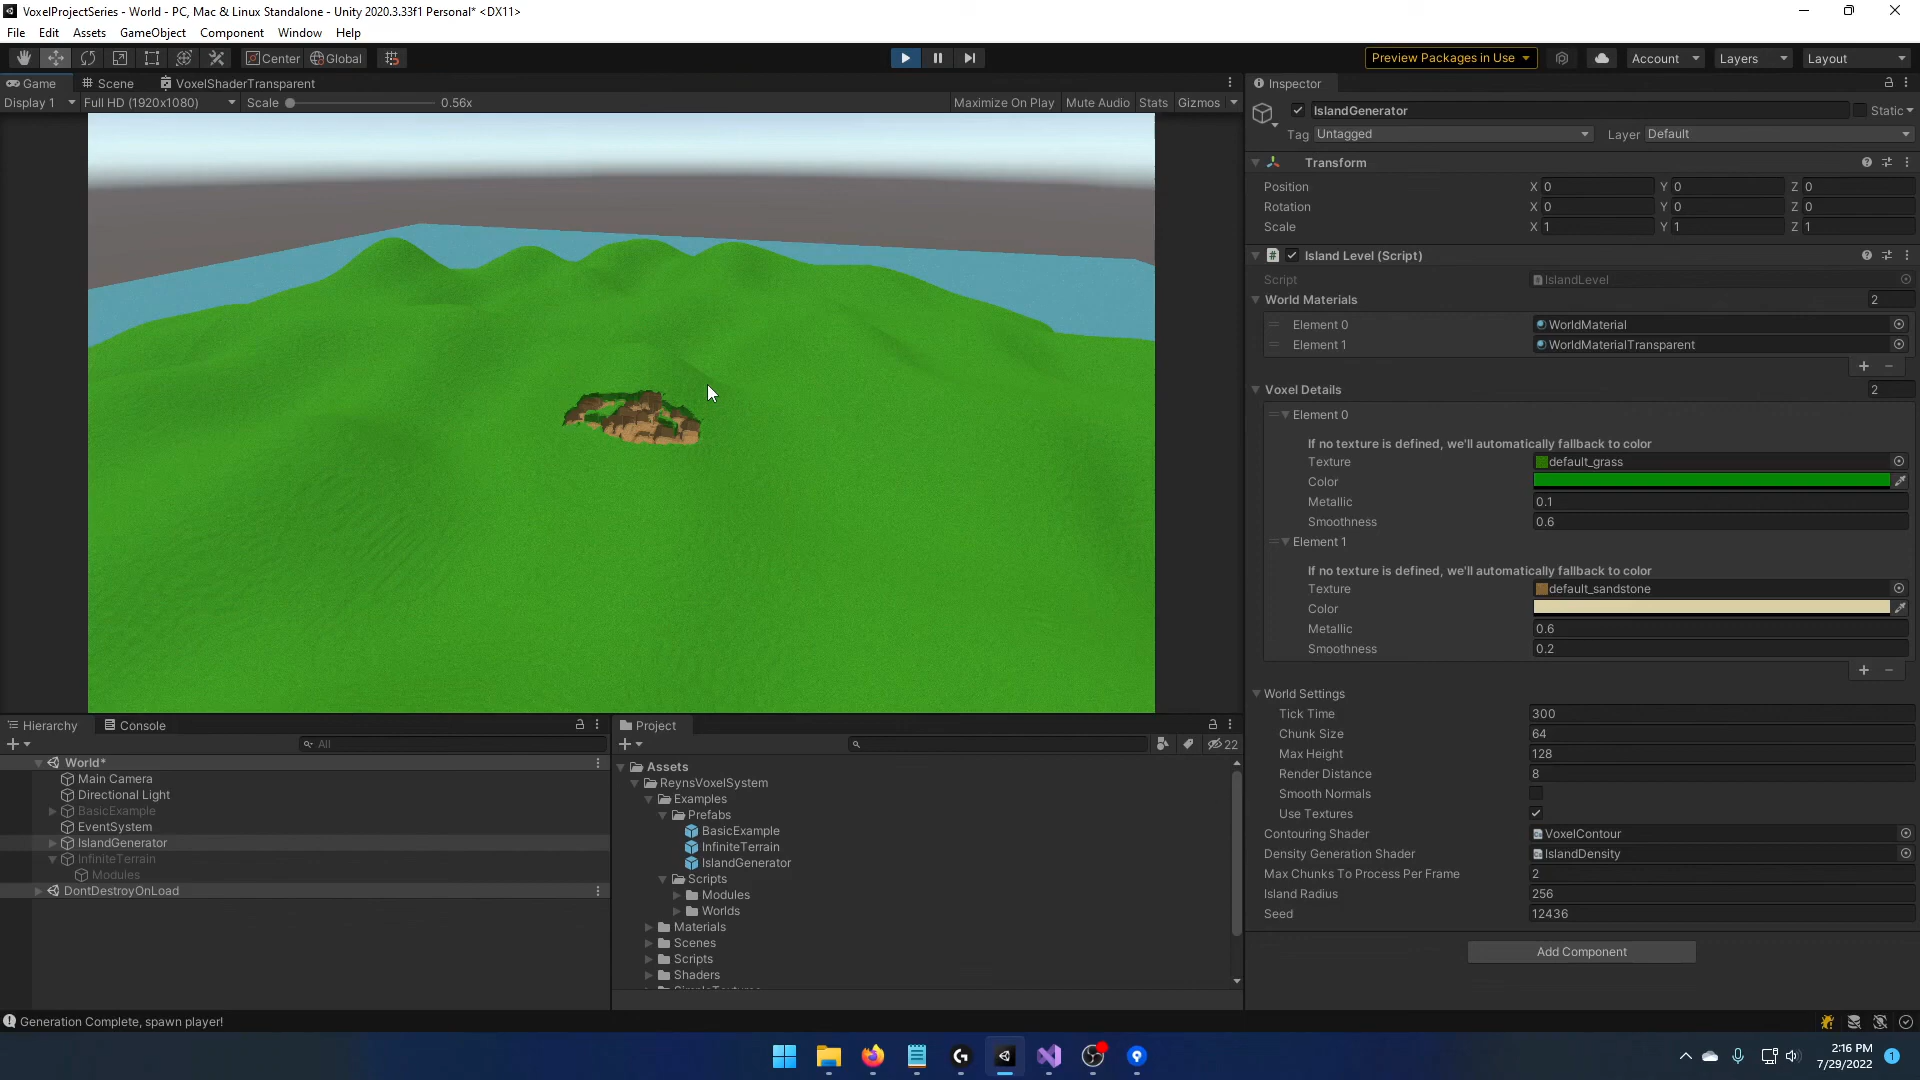 VoxelProjectSeries - World - PC, Mac & Linux Standalone - Unity 2020.3.33f1 Personal* <DX11>
File Edit Assets GameObject Component Window Help
Center Global Preview Packages in Use Account Layers Layout
Game Scene VoxelShaderTransparent
Display 1 Full HD (1920x1080) Scale 0.56x Maximize On Play Mute Audio Stats Gizmos
Inspector
IslandGenerator Static
Tag Untagged Layer Default
Transform
Position X 0 Y 0 Z 0
Rotation X 0 Y 0 Z 0
Scale X 1 Y 1 Z 1
Island Level (Script)
Script IslandLevel
World Materials 2
Element 0 WorldMaterial
Element 1 WorldMaterialTransparent
+ -
Voxel Details 2
Element 0
If no texture is defined, we'll automatically fallback to color
Texture default_grass
Color
Metallic 0.1
Smoothness 0.6
Element 1
If no texture is defined, we'll automatically fallback to color
Texture default_sandstone
Color
Metallic 0.6
Smoothness 0.2
+ -
World Settings
Tick Time 300
Chunk Size 64
Max Height 128
Render Distance 8
Smooth Normals
Use Textures
Contouring Shader VoxelContour
Density Generation Shader IslandDensity
Max Chunks To Process Per Frame 2
Island Radius 256
Seed 12436
Add Component
Hierarchy Console
All
World*
Main Camera
Directional Light
BasicExample
EventSystem
IslandGenerator
InfiniteTerrain
Modules
DontDestroyOnLoad
Project
22
Assets
ReynsVoxelSystem
Examples
Prefabs
BasicExample
InfiniteTerrain
IslandGenerator
Scripts
Modules
Worlds
Materials
Scenes
Scripts
Shaders
Generation Complete, spawn player!
2:16 PM
7/29/2022
1